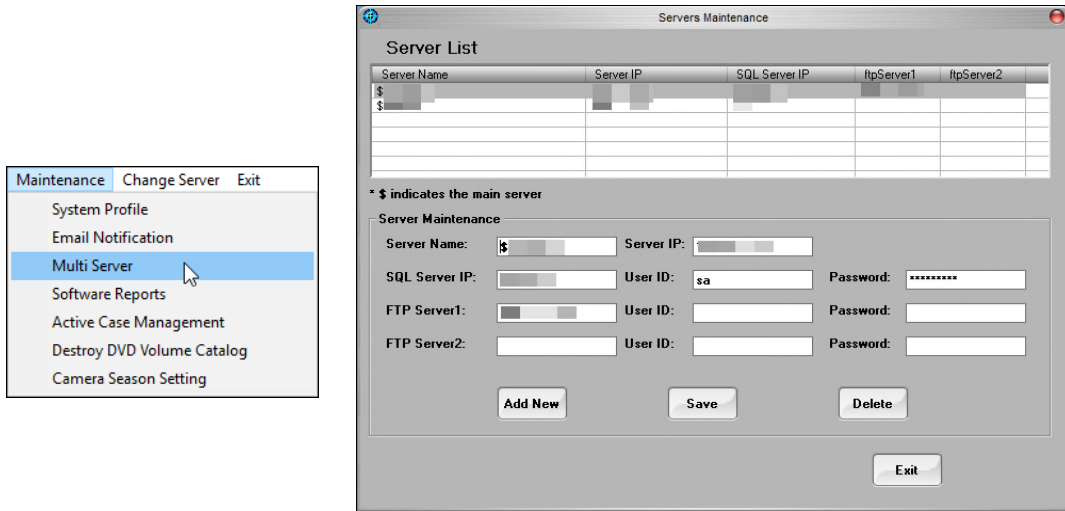 Maintenance Change Server Exit
System Profile
Email Notification
Multi Server
Software Reports
Active Case Management
Destroy DVD Volume Catalog
Camera Season Setting
Servers Maintenance
Server List
Server Name Server IP SQL Server IP ftpServer1 ftpServer2
$
$
* $ indicates the main server
Server Maintenance
Server Name: $ Server IP:
SQL Server IP: User ID: sa Password: *********
FTP Server1: User ID: Password:
FTP Server2: User ID: Password:
Add New Save Delete
Exit